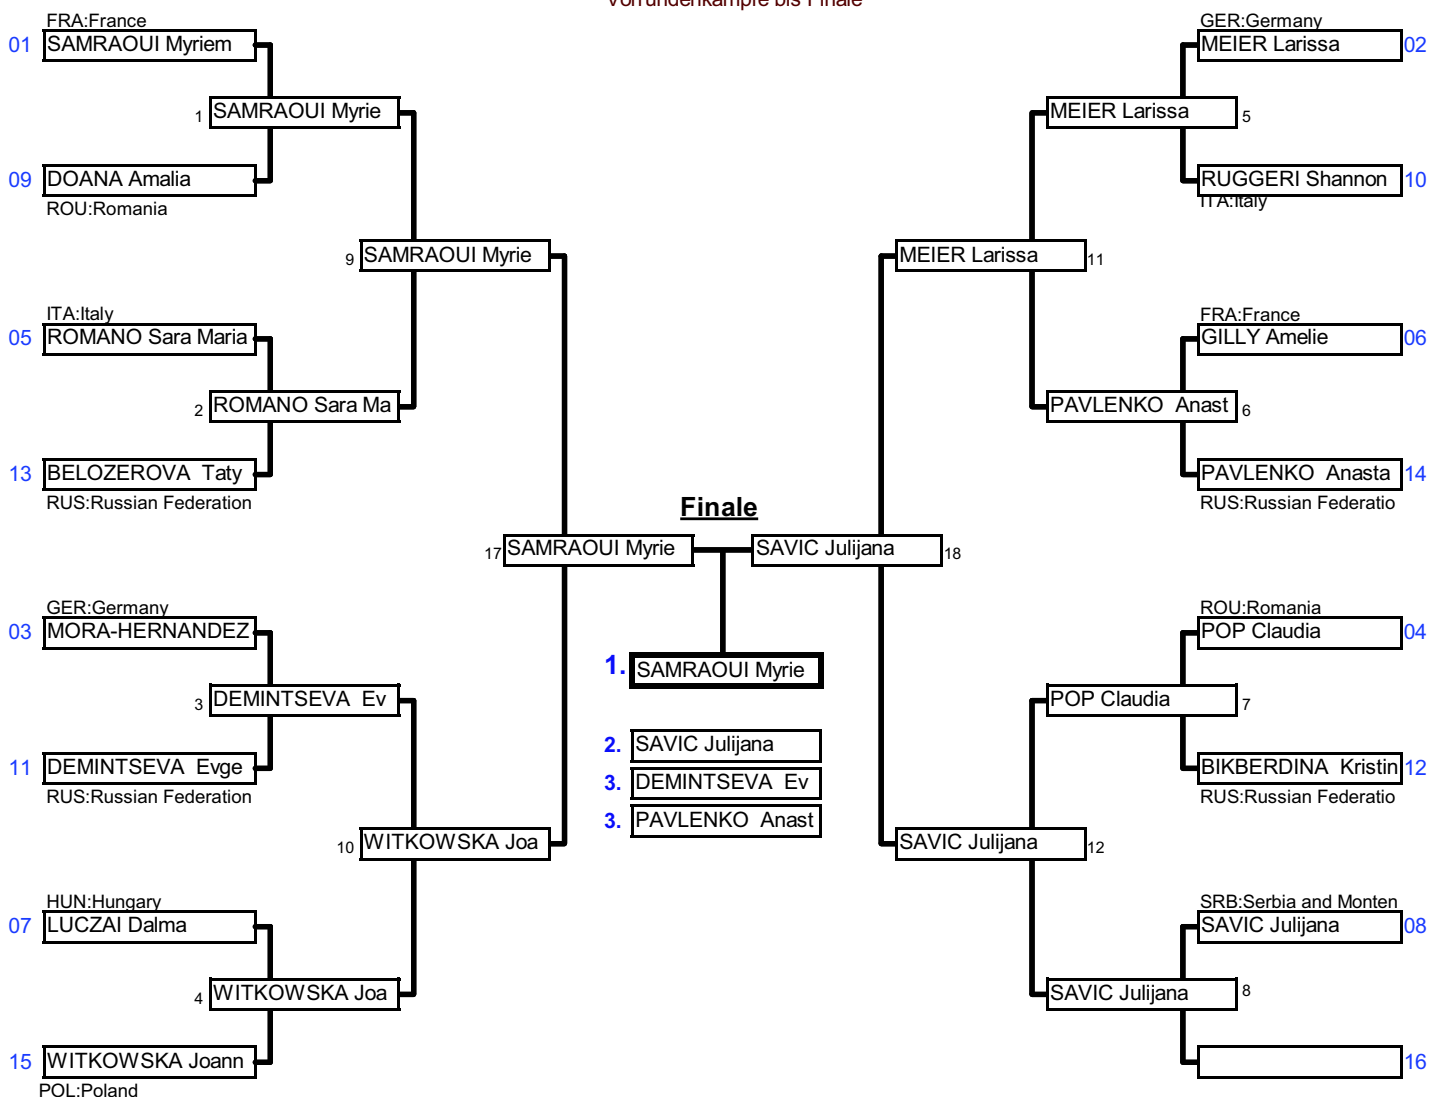 Vorrundenkämpfe bis Finale
FRA:France
01 SAMRAOUI Myriem
1 SAMRAOUI Myrie
09 DOANA Amalia
ROU:Romania
9 SAMRAOUI Myrie
ITA:Italy
05 ROMANO Sara Maria
2 ROMANO Sara Ma
13 BELOZEROVA Taty
RUS:Russian Federation
17 SAMRAOUI Myrie
GER:Germany
03 MORA-HERNANDEZ
3 DEMINTSEVA Ev
11 DEMINTSEVA Evge
RUS:Russian Federation
10 WITKOWSKA Joa
HUN:Hungary
07 LUCZAI Dalma
4 WITKOWSKA Joa
15 WITKOWSKA Joann
POL:Poland
Finale
1. SAMRAOUI Myrie
2. SAVIC Julijana
3. DEMINTSEVA Ev
3. PAVLENKO Anast
GER:Germany
MEIER Larissa 02
MEIER Larissa 5
RUGGERI Shannon 10
ITA:Italy
MEIER Larissa 11
FRA:France
GILLY Amelie 06
PAVLENKO Anast 6
PAVLENKO Anasta 14
RUS:Russian Federatio
SAVIC Julijana 18
ROU:Romania
POP Claudia 04
POP Claudia 7
BIKBERDINA Kristin 12
RUS:Russian Federatio
SAVIC Julijana 12
SRB:Serbia and Monten
SAVIC Julijana 08
SAVIC Julijana 8
16